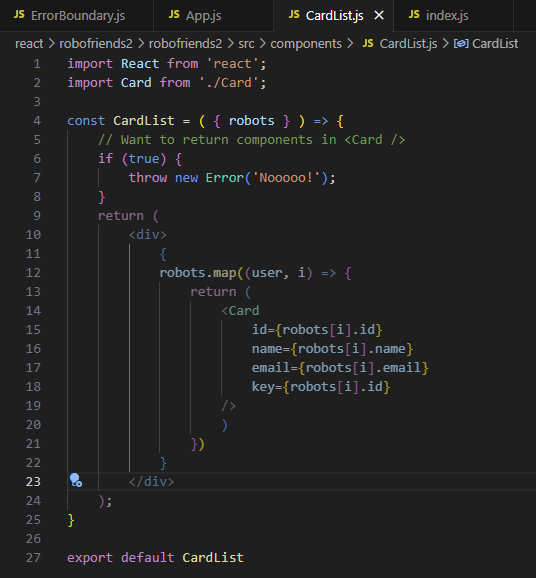 JS ErrorBoundary.js JS App.js JS CardList.js × JS index.js
react > robofriends2 > robofriends2 > src > components > JS CardList.js > CardList
1 import React from 'react';
2 import Card from './Card';
3
4 const CardList = ( { robots } ) => {
5 // Want to return components in <Card />
6 if (true) {
7 throw new Error('Nooooo!');
8 }
9 return (
10 <div>
11 {
12 robots.map((user, i) => {
13 return (
14 <Card
15 id={robots[i].id}
16 name={robots[i].name}
17 email={robots[i].email}
18 key={robots[i].id}
19 />
20 )
21 })
22 }
23 </div>
24 );
25 }
26
27 export default CardList